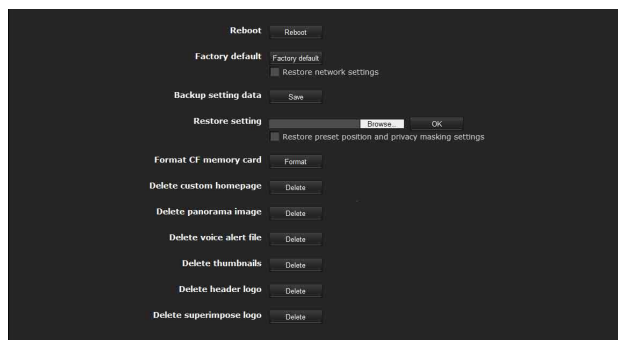 Reboot Reboot
Factory default Factory default
Restore network settings
Backup setting data Save
Restore setting Browse... OK
Restore preset position and privacy masking settings
Format CF memory card Format
Delete custom homepage Delete
Delete panorama image Delete
Delete voice alert file Delete
Delete thumbnails Delete
Delete header logo Delete
Delete superimpose logo Delete